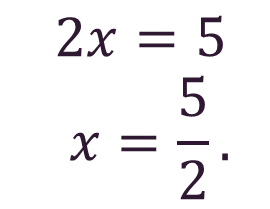 2x = 5
x = 5/2.